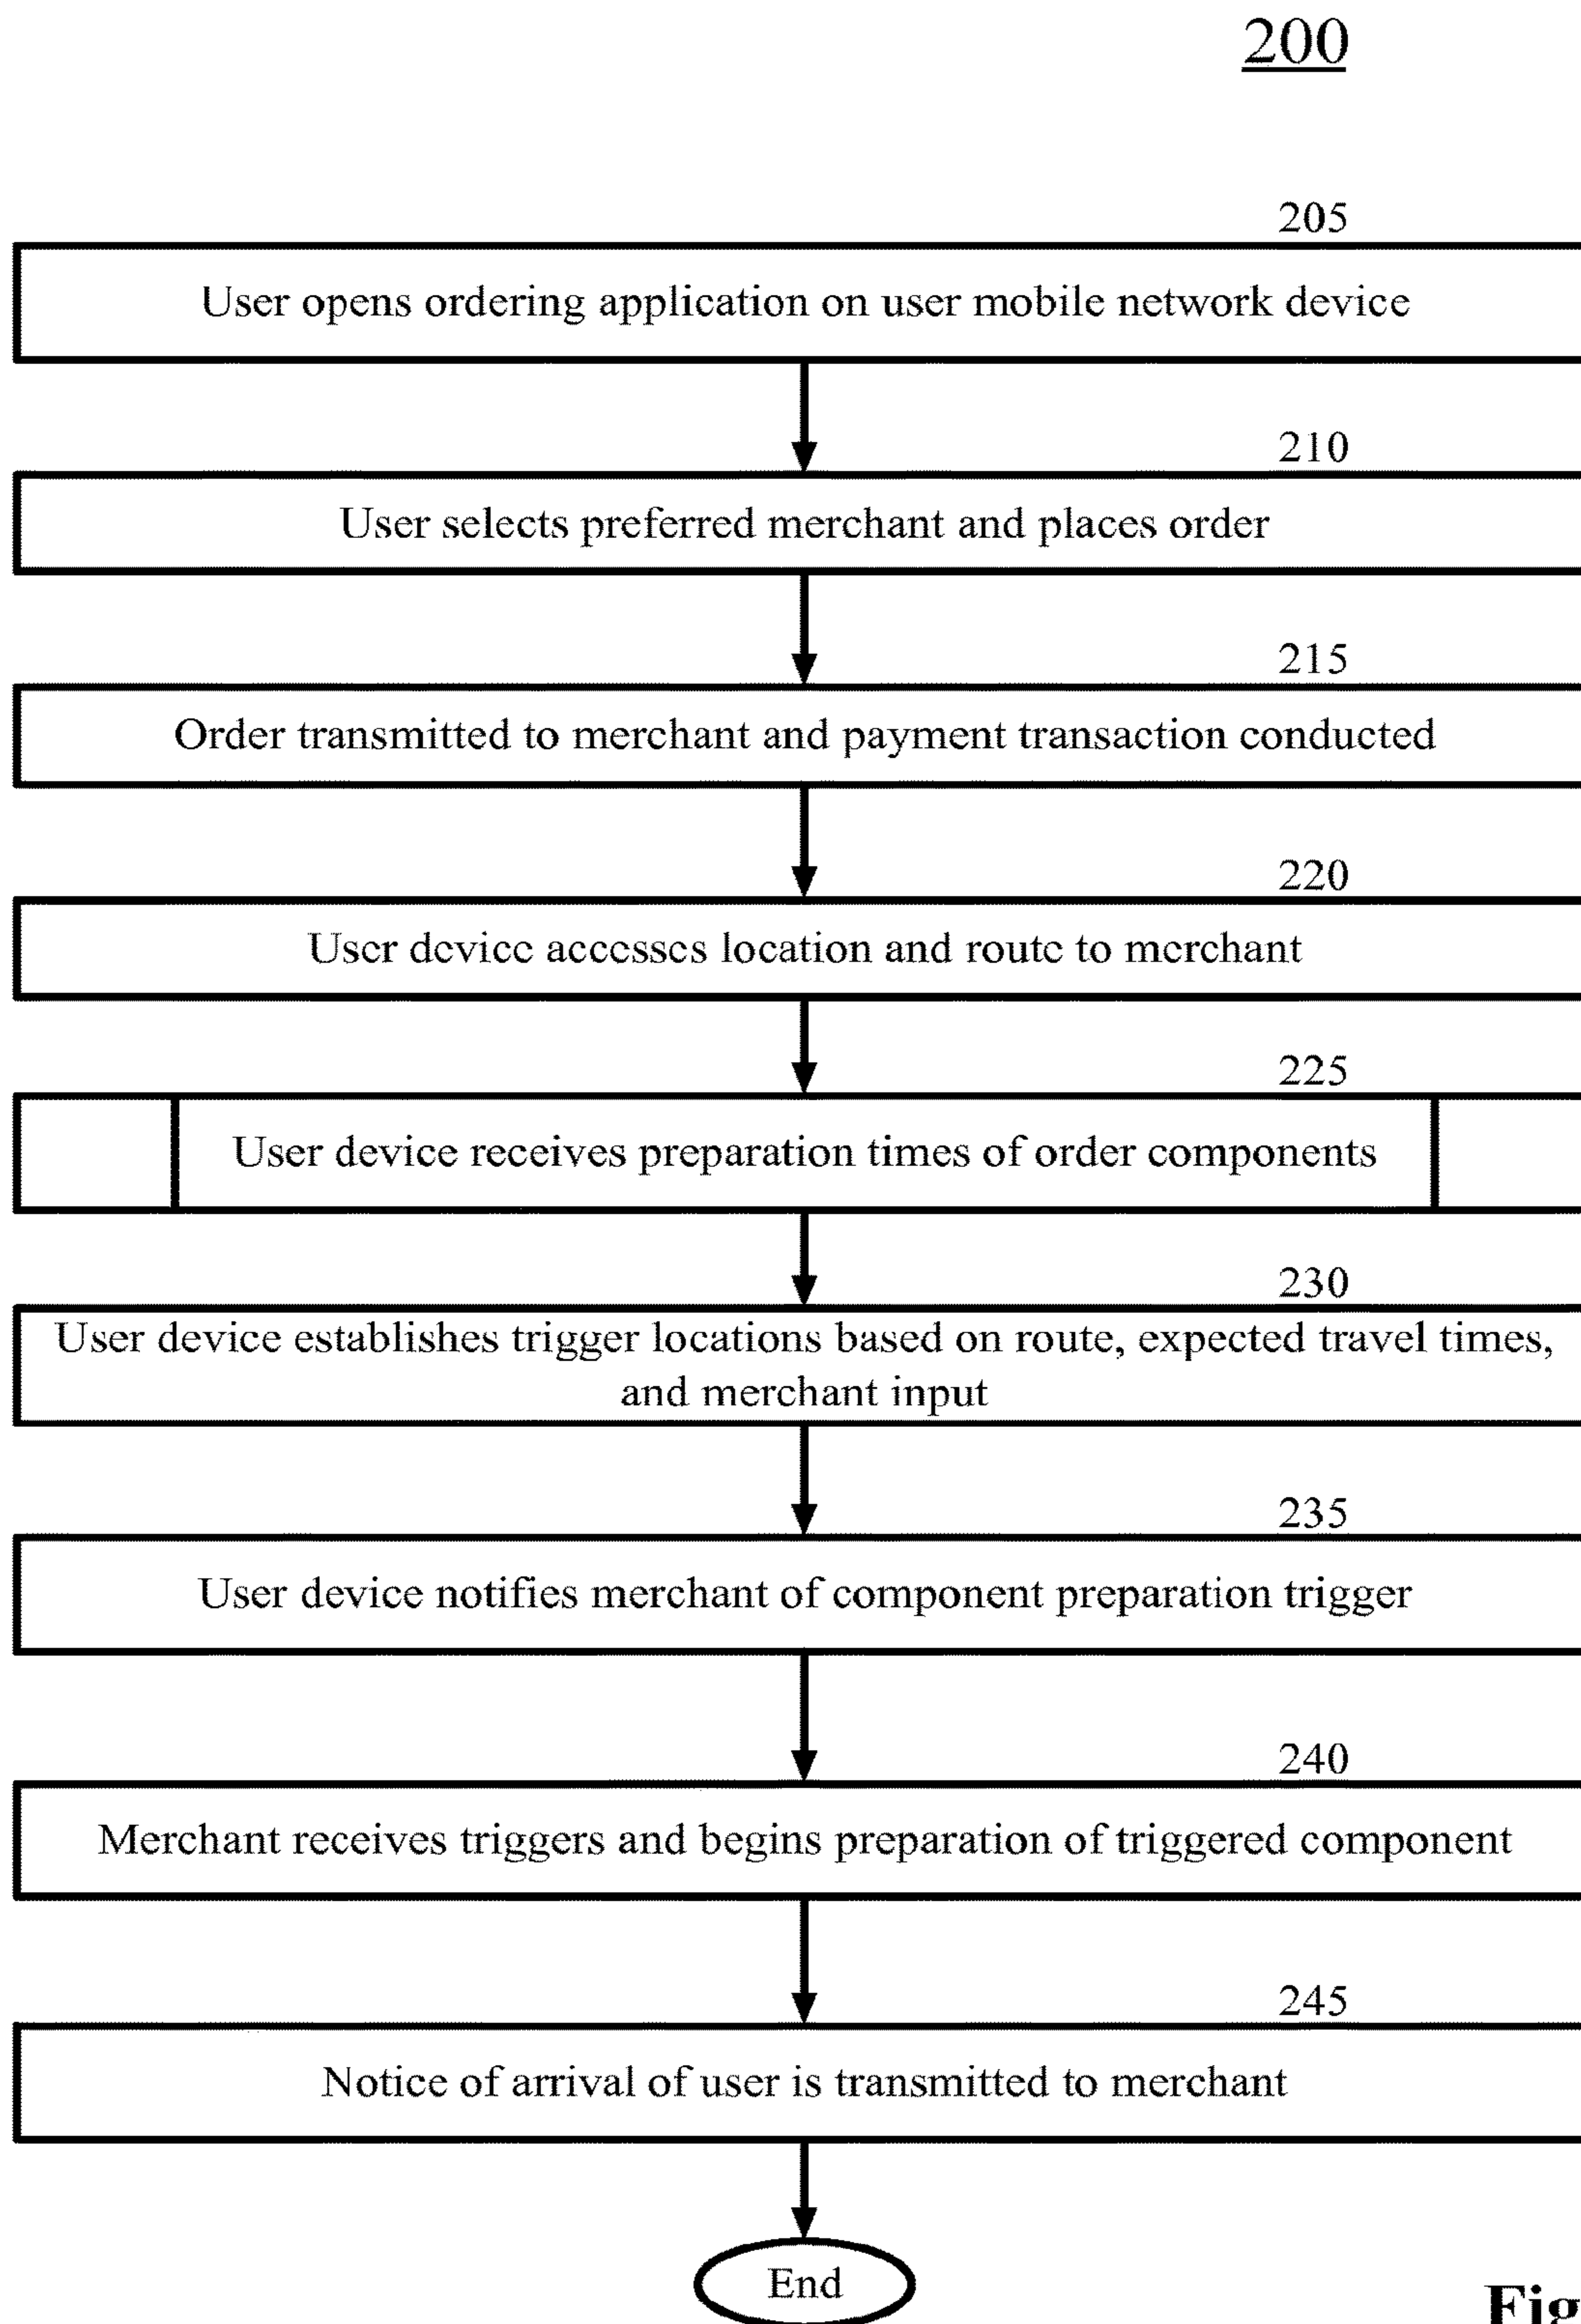 200
205
User opens ordering application on user mobile network device
210
User selects preferred merchant and places order
215
Order transmitted to merchant and payment transaction conducted
220
User device accesses location and route to merchant
225
User device receives preparation times of order components
230
User device establishes trigger locations based on route, expected travel times,
and merchant input
235
User device notifies merchant of component preparation trigger
240
Merchant receives triggers and begins preparation of triggered component
245
Notice of arrival of user is transmitted to merchant
End
Fig